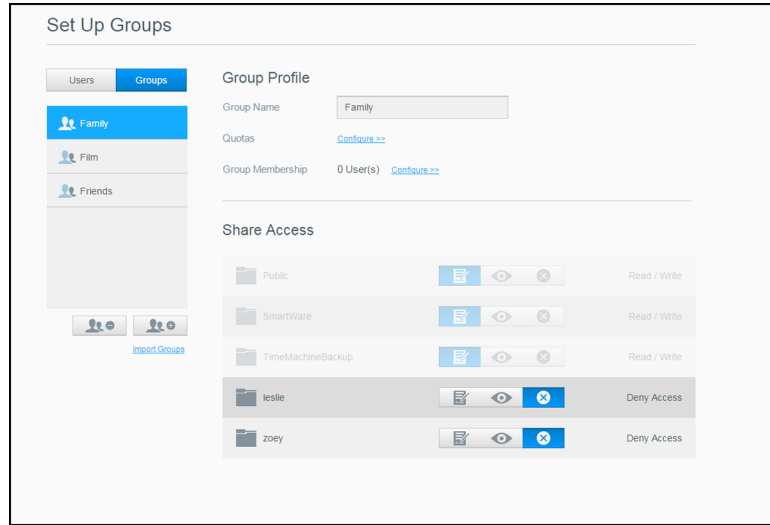 Set Up Groups
Users Groups
Family
Film
Friends
Import Groups
Group Profile
Group Name Family
Quotas Configure >>
Group Membership 0 User(s) Configure >>
Share Access
Public Read / Write
SmartWare Read / Write
TimeMachineBackup Read / Write
leslie Deny Access
zoey Deny Access